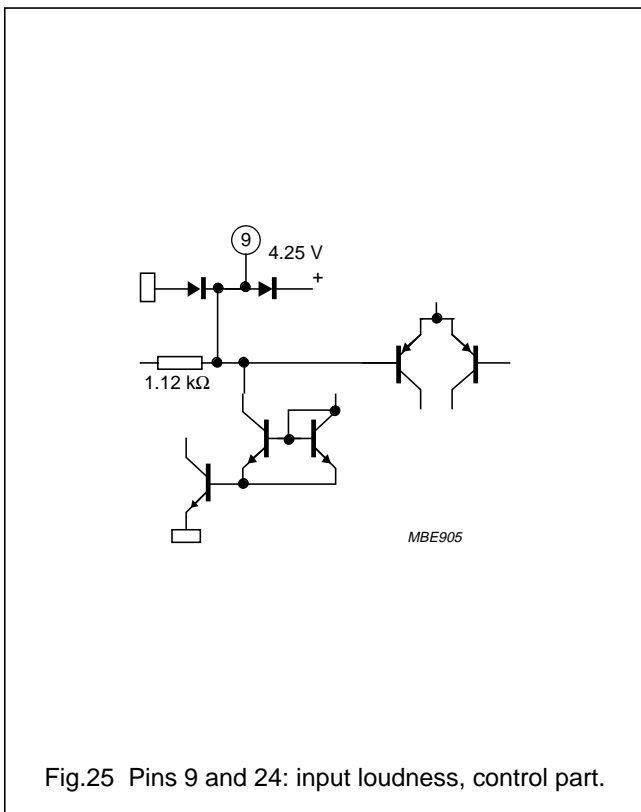 9
4.25 V
+
1.12 kΩ
MBE905
Fig.25 Pins 9 and 24: input loudness, control part.